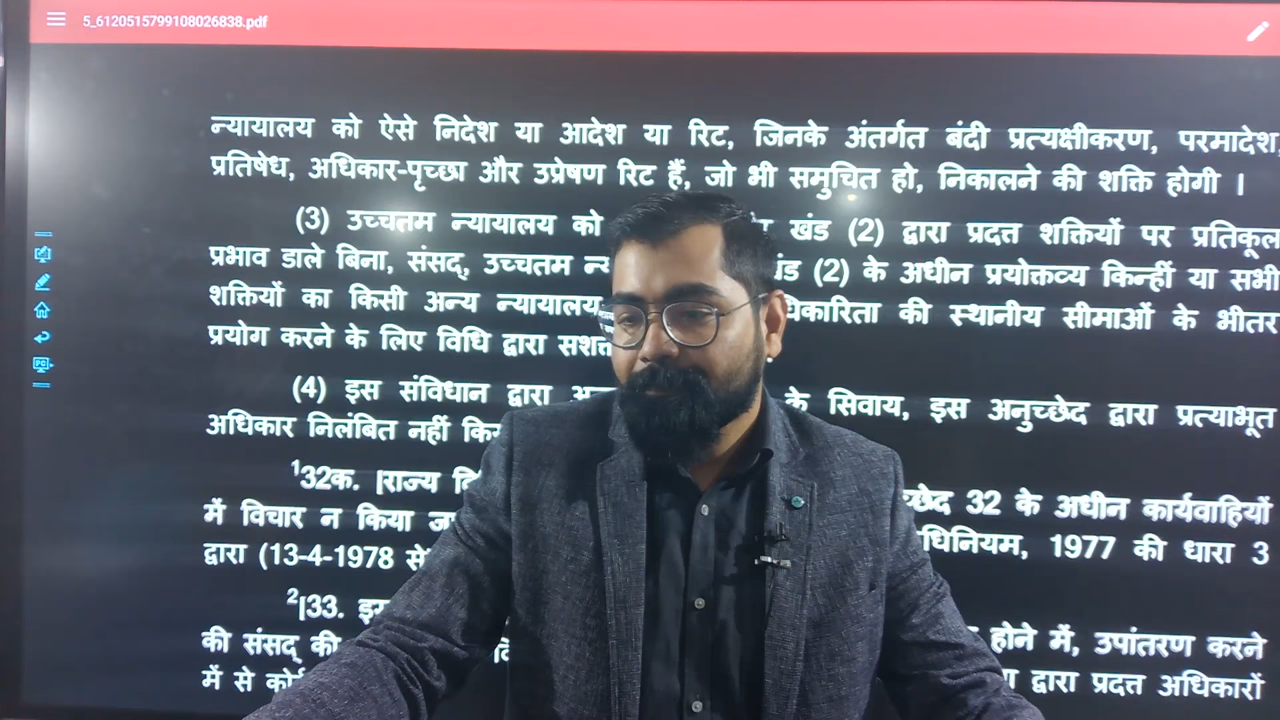 5_6120515799108026838.pdf
न्यायालय को ऐसे निदेश या आदेश या रिट, जिनके अंतर्गत बंदी प्रत्यक्षीकरण, परमादेश,
प्रतिषेध, अधिकार-पृच्छा और उत्प्रेषण रिट हैं, जो भी समुचित हो, निकालने की शक्ति होगी ।
(3) उच्चतम न्यायालय को खंड (2) द्वारा प्रदत्त शक्तियों पर प्रतिकूल
प्रभाव डाले बिना, संसद्, उच्चतम (2) के अधीन प्रयोक्तव्य किन्हीं या सभी
शक्तियों का किसी अन्य न्यायालय की स्थानीय सीमाओं के भीतर
प्रयोग करने के लिए विधि द्वारा
(4) इस संविधान द्वारा के सिवाय, इस अनुच्छेद द्वारा प्रत्याभूत
अधिकार निलंबित नहीं
¹32क. [राज्य 32 के अधीन कार्यवाहियों
में विचार न किया द्वारा (13-4-1978 1977 की धारा 3
²[33. होने में, उपांतरण करने
की संसद् की
में से द्वारा प्रदत्त अधिकारों
PC